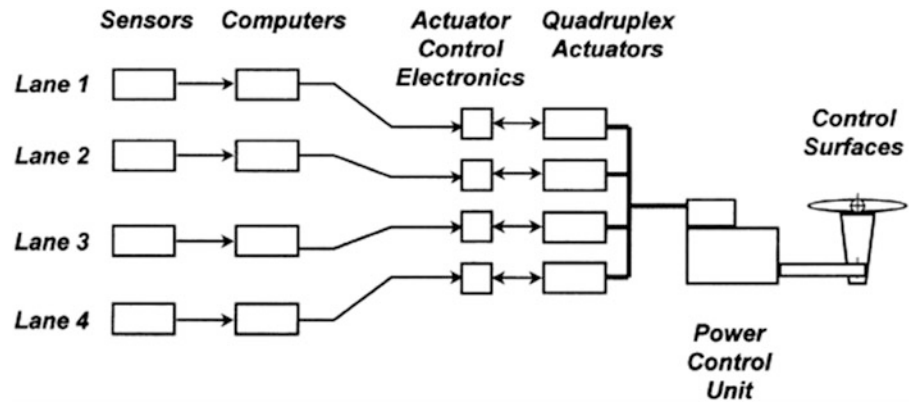 Sensors Computers Actuator Quadruplex
Control Actuators
Electronics
Lane 1
Control
Surfaces
Lane 2
Lane 3
Lane 4
Power
Control
Unit